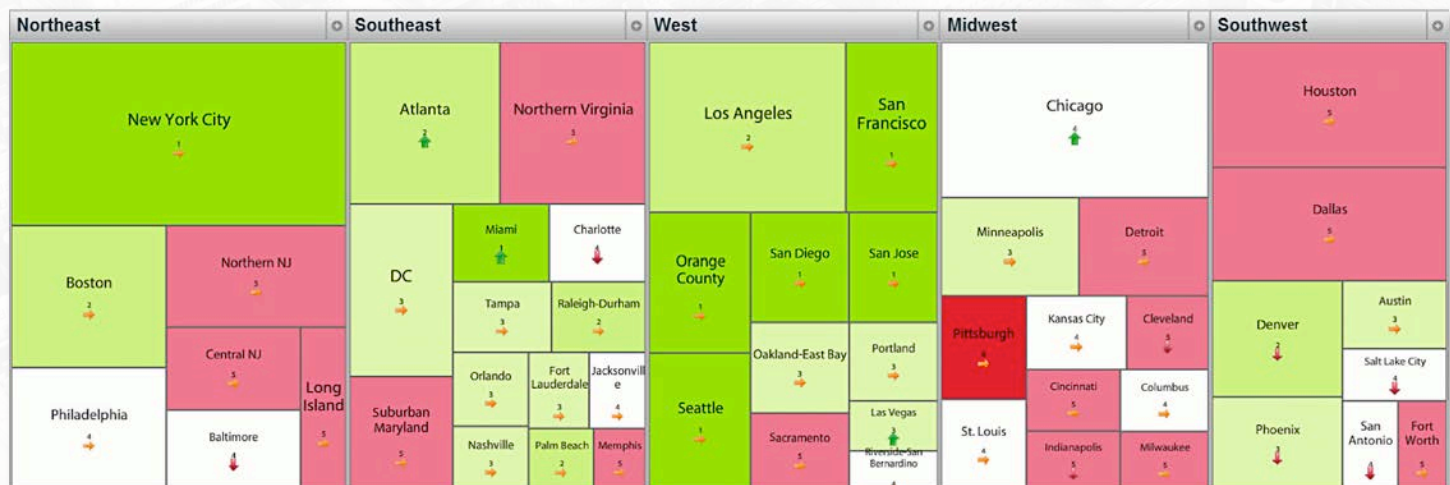 Northeast
Southeast
West
Midwest
Southwest
New York City
1
Boston
2
Northern NJ
Central NJ
5
Long
Island
5
Philadelphia
4
Baltimore
4
Atlanta
2
Northern Virginia
DC
3
Miami
1
Charlotte
4
Tampa
3
Raleigh-Durham
2
Orlando
3
Fort
Lauderdale
3
Jacksonvill
e
4
Suburban
Maryland
5
Nashville
3
Palm Beach
2
Memphis
5
Los Angeles
2
San
Francisco
1
Orange
County
1
San Diego
1
San Jose
1
Oakland-East Bay
3
Portland
3
Seattle
1
Sacramento
5
Las Vegas
3
Riverside-San
Bernardino
4
Chicago
4
Minneapolis
3
Detroit
5
Pittsburgh
Kansas City
4
Cleveland
5
Cincinnati
5
Columbus
4
St. Louis
4
Indianapolis
5
Milwaukee
5
Houston
5
Dallas
5
Denver
2
Austin
3
Salt Lake City
4
Phoenix
3
San
Antonio
4
Fort
Worth
5